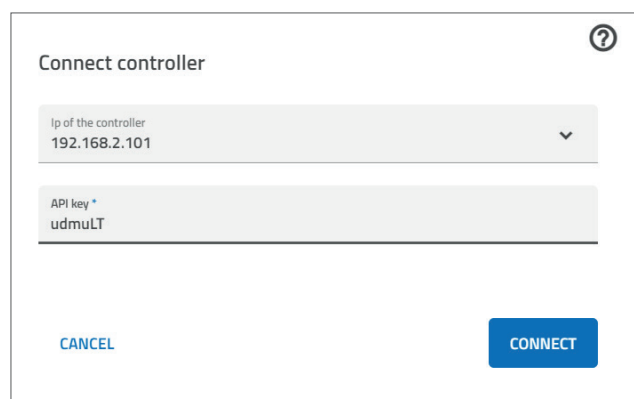 Connect controller
Ip of the controller
192.168.2.101
API key *
udmuLT
CANCEL
CONNECT